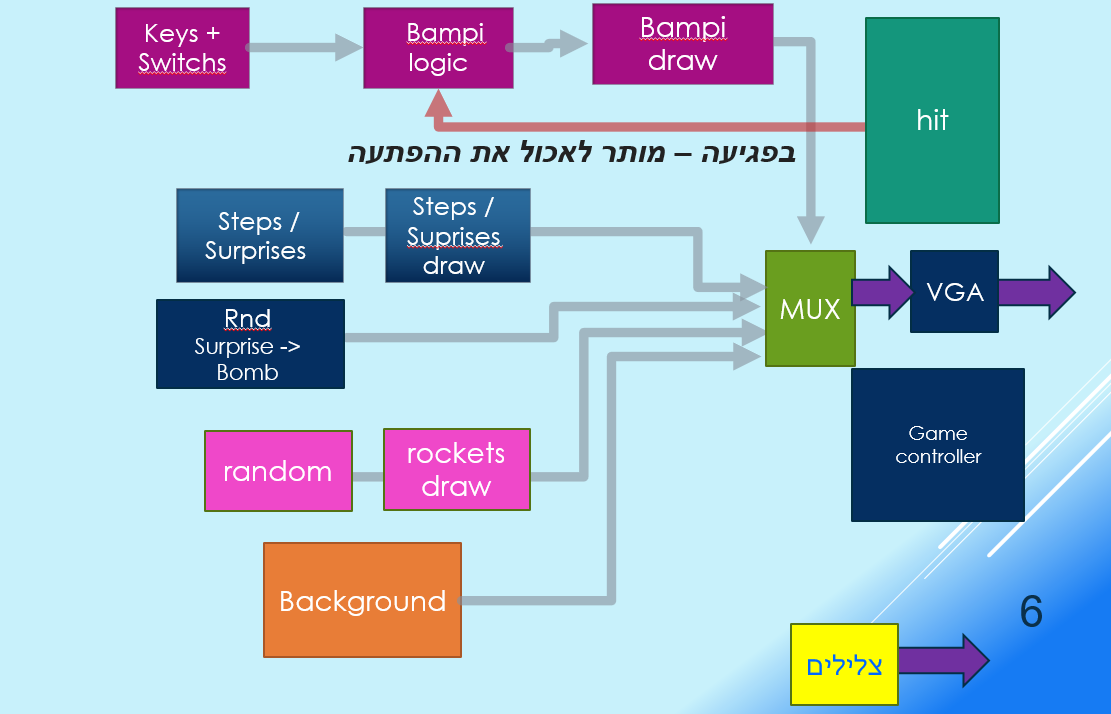 Keys +
Switchs
Bampi
logic
Bampi
draw
hit
בפגיעה – מותר לאכול את ההפתעה
Steps /
Surprises
Steps /
Suprises
draw
MUX
VGA
Rnd
Surprise ->
Bomb
Game
controller
random
rockets
draw
Background
6
צלילים